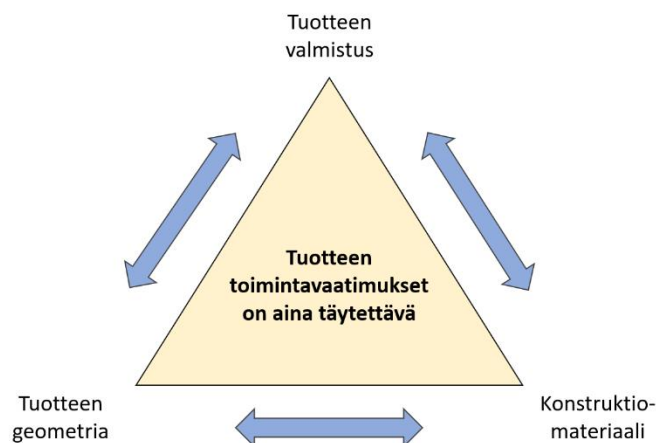 Tuotteen
valmistus
Tuotteen
toimintavaatimukset
on aina täytettävä
Tuotteen
geometria
Konstruktio-
materiaali